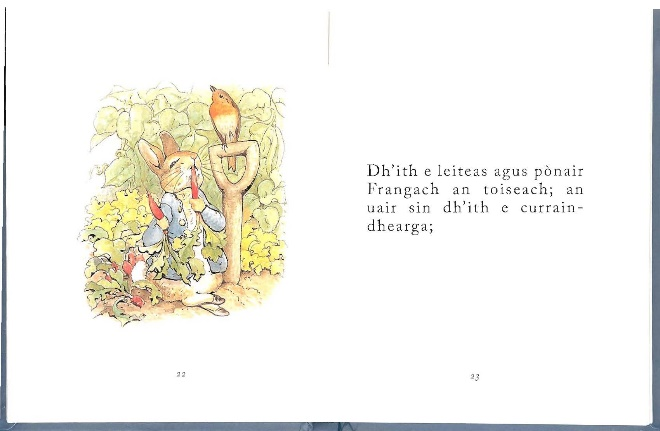 Dh'ith e leiteas agus pònair
Frangach an toiseach; an
uair sin dh'ith e currain-
dhearga;
22
23